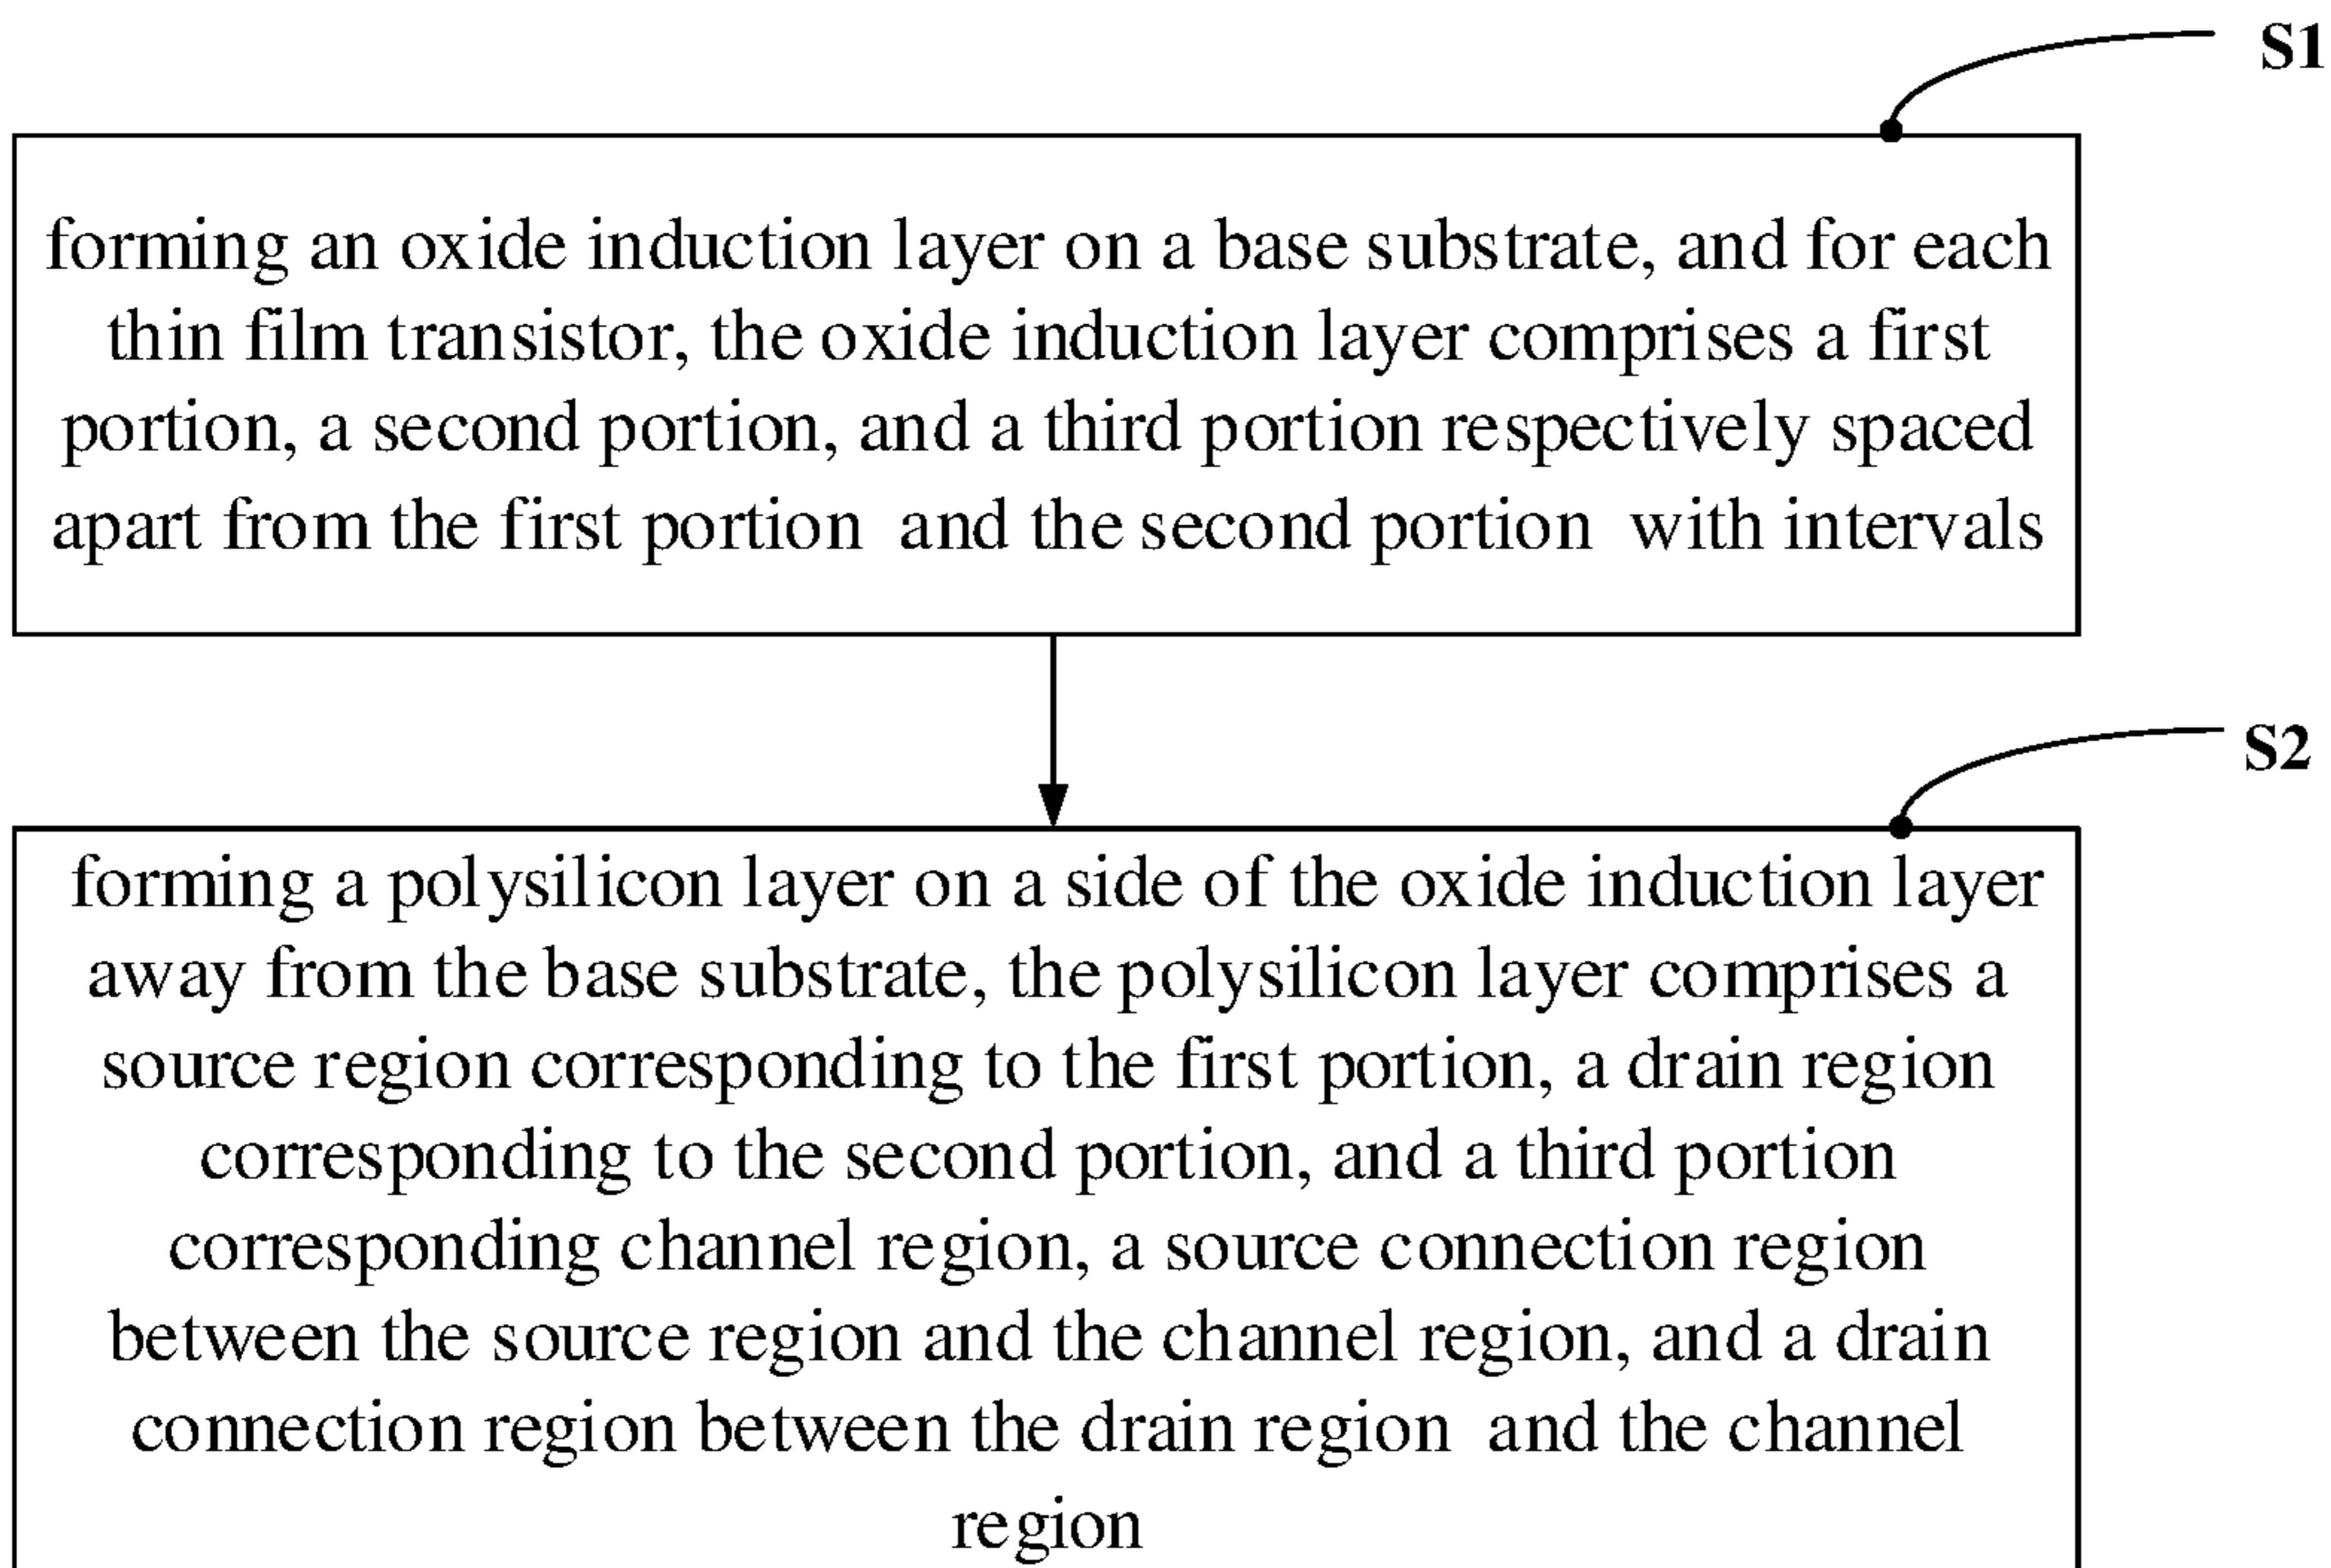 S1
forming an oxide induction layer on a base substrate, and for each
thin film transistor, the oxide induction layer comprises a first
portion, a second portion, and a third portion respectively spaced
apart from the first portion and the second portion with intervals
S2
forming a polysilicon layer on a side of the oxide induction layer
away from the base substrate, the polysilicon layer comprises a
source region corresponding to the first portion, a drain region
corresponding to the second portion, and a third portion
corresponding channel region, a source connection region
between the source region and the channel region, and a drain
connection region between the drain region and the channel
region